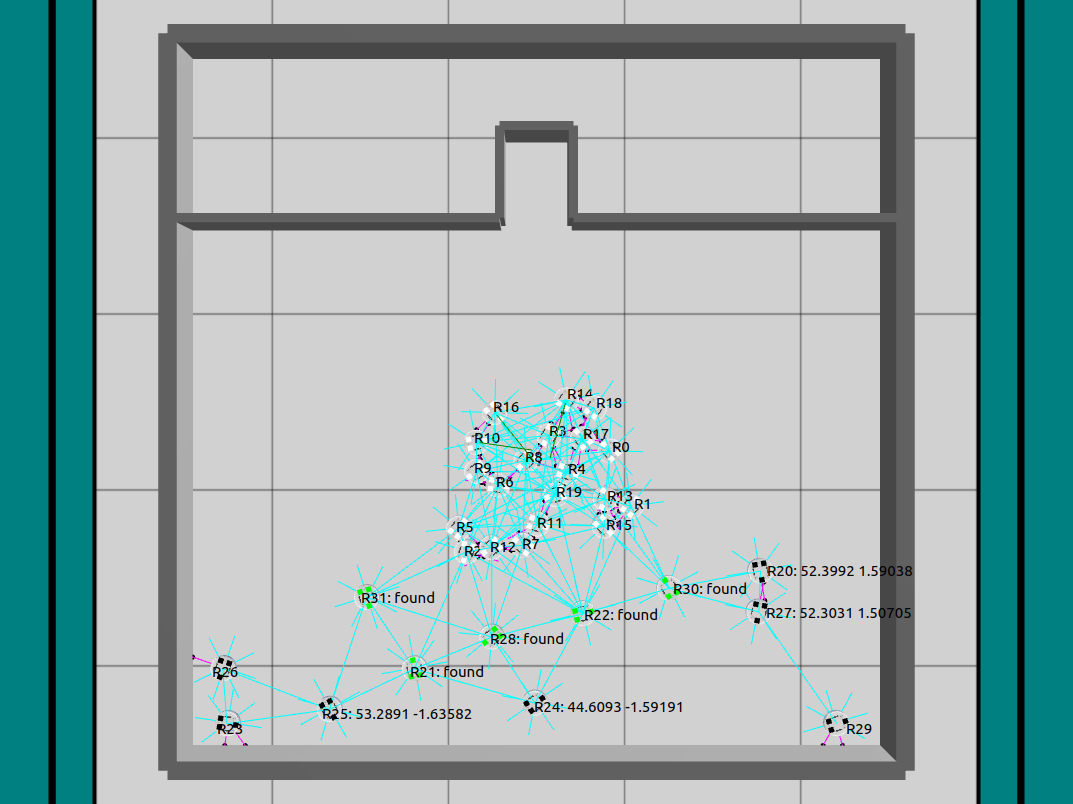 R14
R16
R18
R3
R17
R10
R0
R8
R9
R4
R6
R19
R13
R1
R5
R11
R15
R12
R7
R20: 52.3992 1.59038
R30: found
R31: found
R27: 52.3031 1.50705
R22: found
R28: found
R26
R21: found
R24: 44.6093 -1.59191
R25: 53.2891 -1.63582
R23
R29